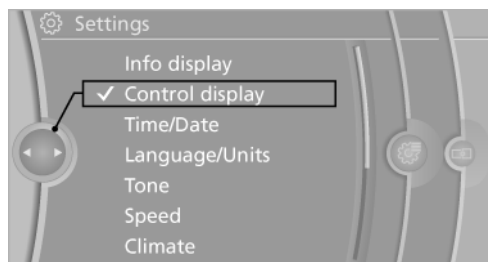 Settings
Info display
Control display
Time/Date
Language/Units
Tone
Speed
Climate